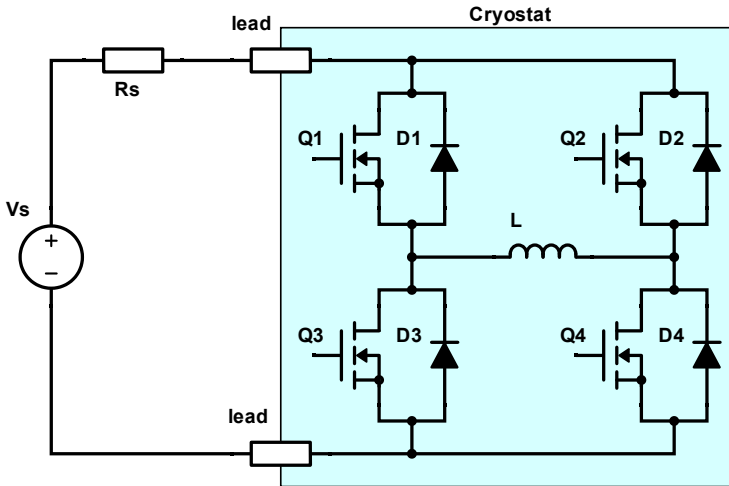 Cryostat
lead
Rs
Q1
D1
Q2
D2
Vs
+
−
L
Q3
D3
Q4
D4
lead